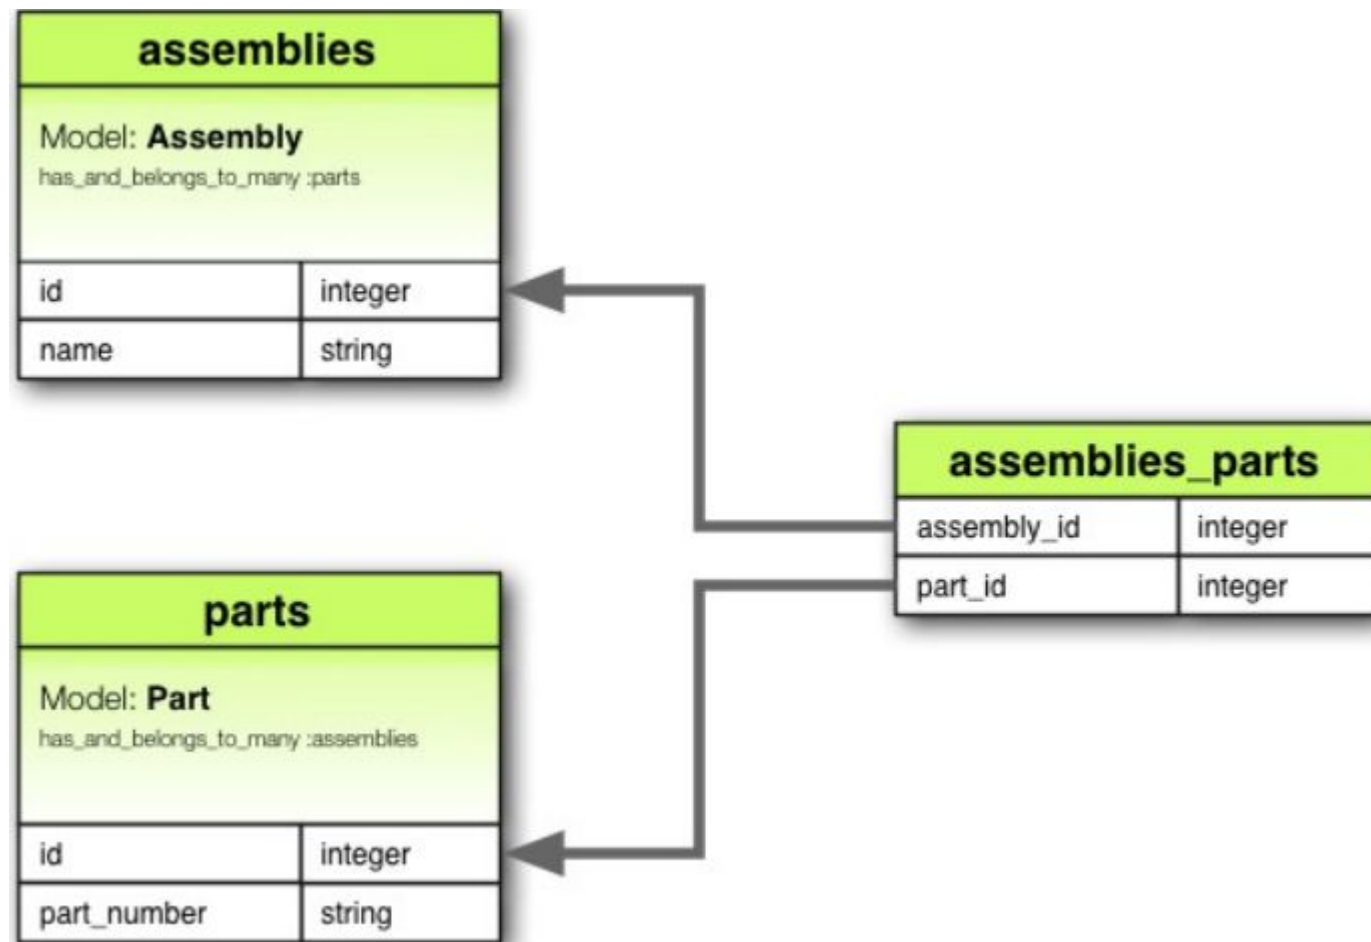 assemblies
Model: Assembly
has_and_belongs_to_many :parts
id integer
name string
assemblies_parts
assembly_id integer
part_id integer
parts
Model: Part
has_and_belongs_to_many :assemblies
id integer
part_number string